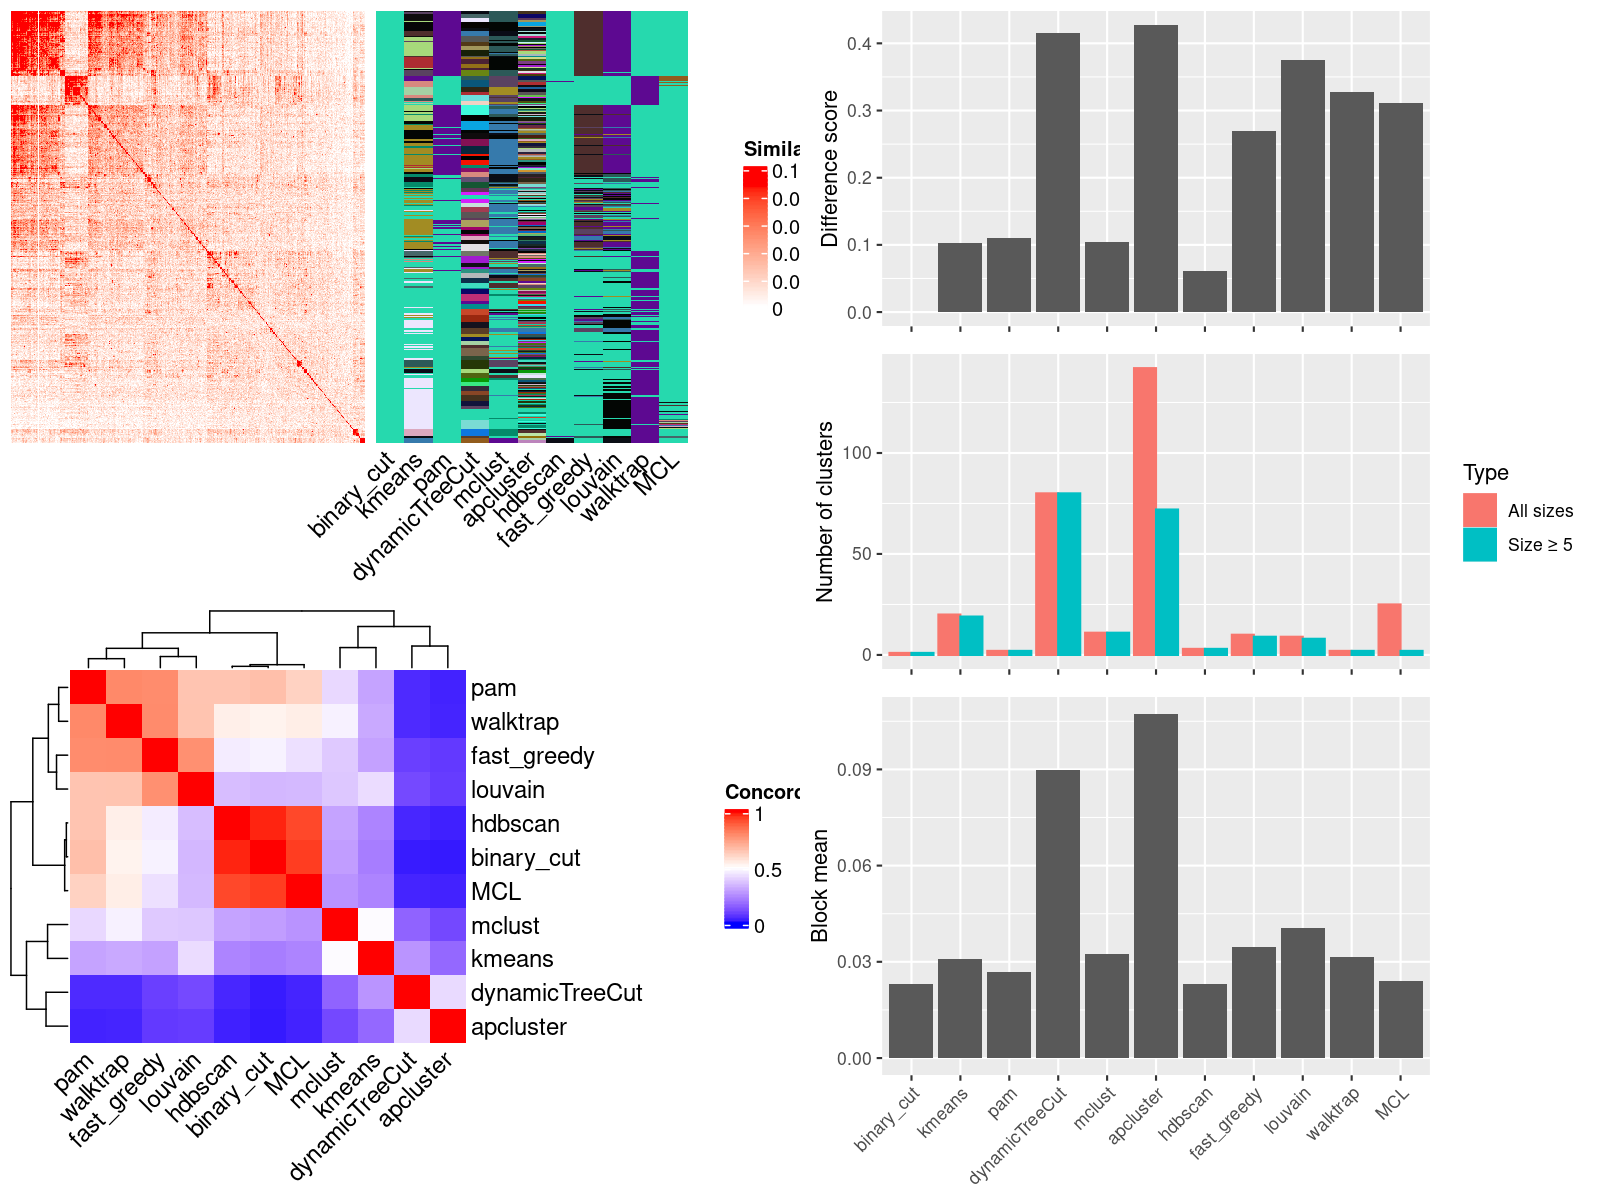 Simila
0.1
0.0
0.0
0.0
0.0
0
binary_cut
kmeans
pam
dynamicTreeCut
mclust
apcluster
hdbscan
fast_greedy
louvain
walktrap
MCL
pam
walktrap
fast_greedy
louvain
hdbscan
binary_cut
MCL
mclust
kmeans
dynamicTreeCut
apcluster
pam
walktrap
fast_greedy
louvain
hdbscan
binary_cut
MCL
mclust
kmeans
dynamicTreeCut
apcluster
Concord
1
0.5
0
Difference score
0.4
0.3
0.2
0.1
0.0
Number of clusters
100
50
0
Type
All sizes
Size ≥ 5
Block mean
0.09
0.06
0.03
0.00
binary_cut
kmeans
pam
dynamicTreeCut
mclust
apcluster
hdbscan
fast_greedy
louvain
walktrap
MCL